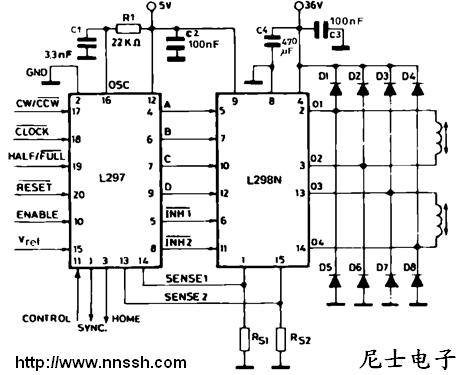 5V
36V
C1
R1
C4
100nF
C3
3.3nF
22KΩ
C2
100nF
470
µF
GND
OSC
D1 D2 D3 D4
2 16 12
9 8 4
CW/CCW 17
4 A 5
2 O1
CLOCK 18
6 B 7
HALF/FULL 19
L297
7 C 10
L298N
3 O2
RESET 20
9 D 12
13 O3
ENABLE 10
5 INH1 6
Vref 15
8 INH2 11
14 O4
11 1 3 13 14
1 15
D5 D6 D7 D8
SENSE1
SENSE2
CONTROL
SYNC.
HOME
RS1
RS2
http://www.nnssh.com
尼士电子